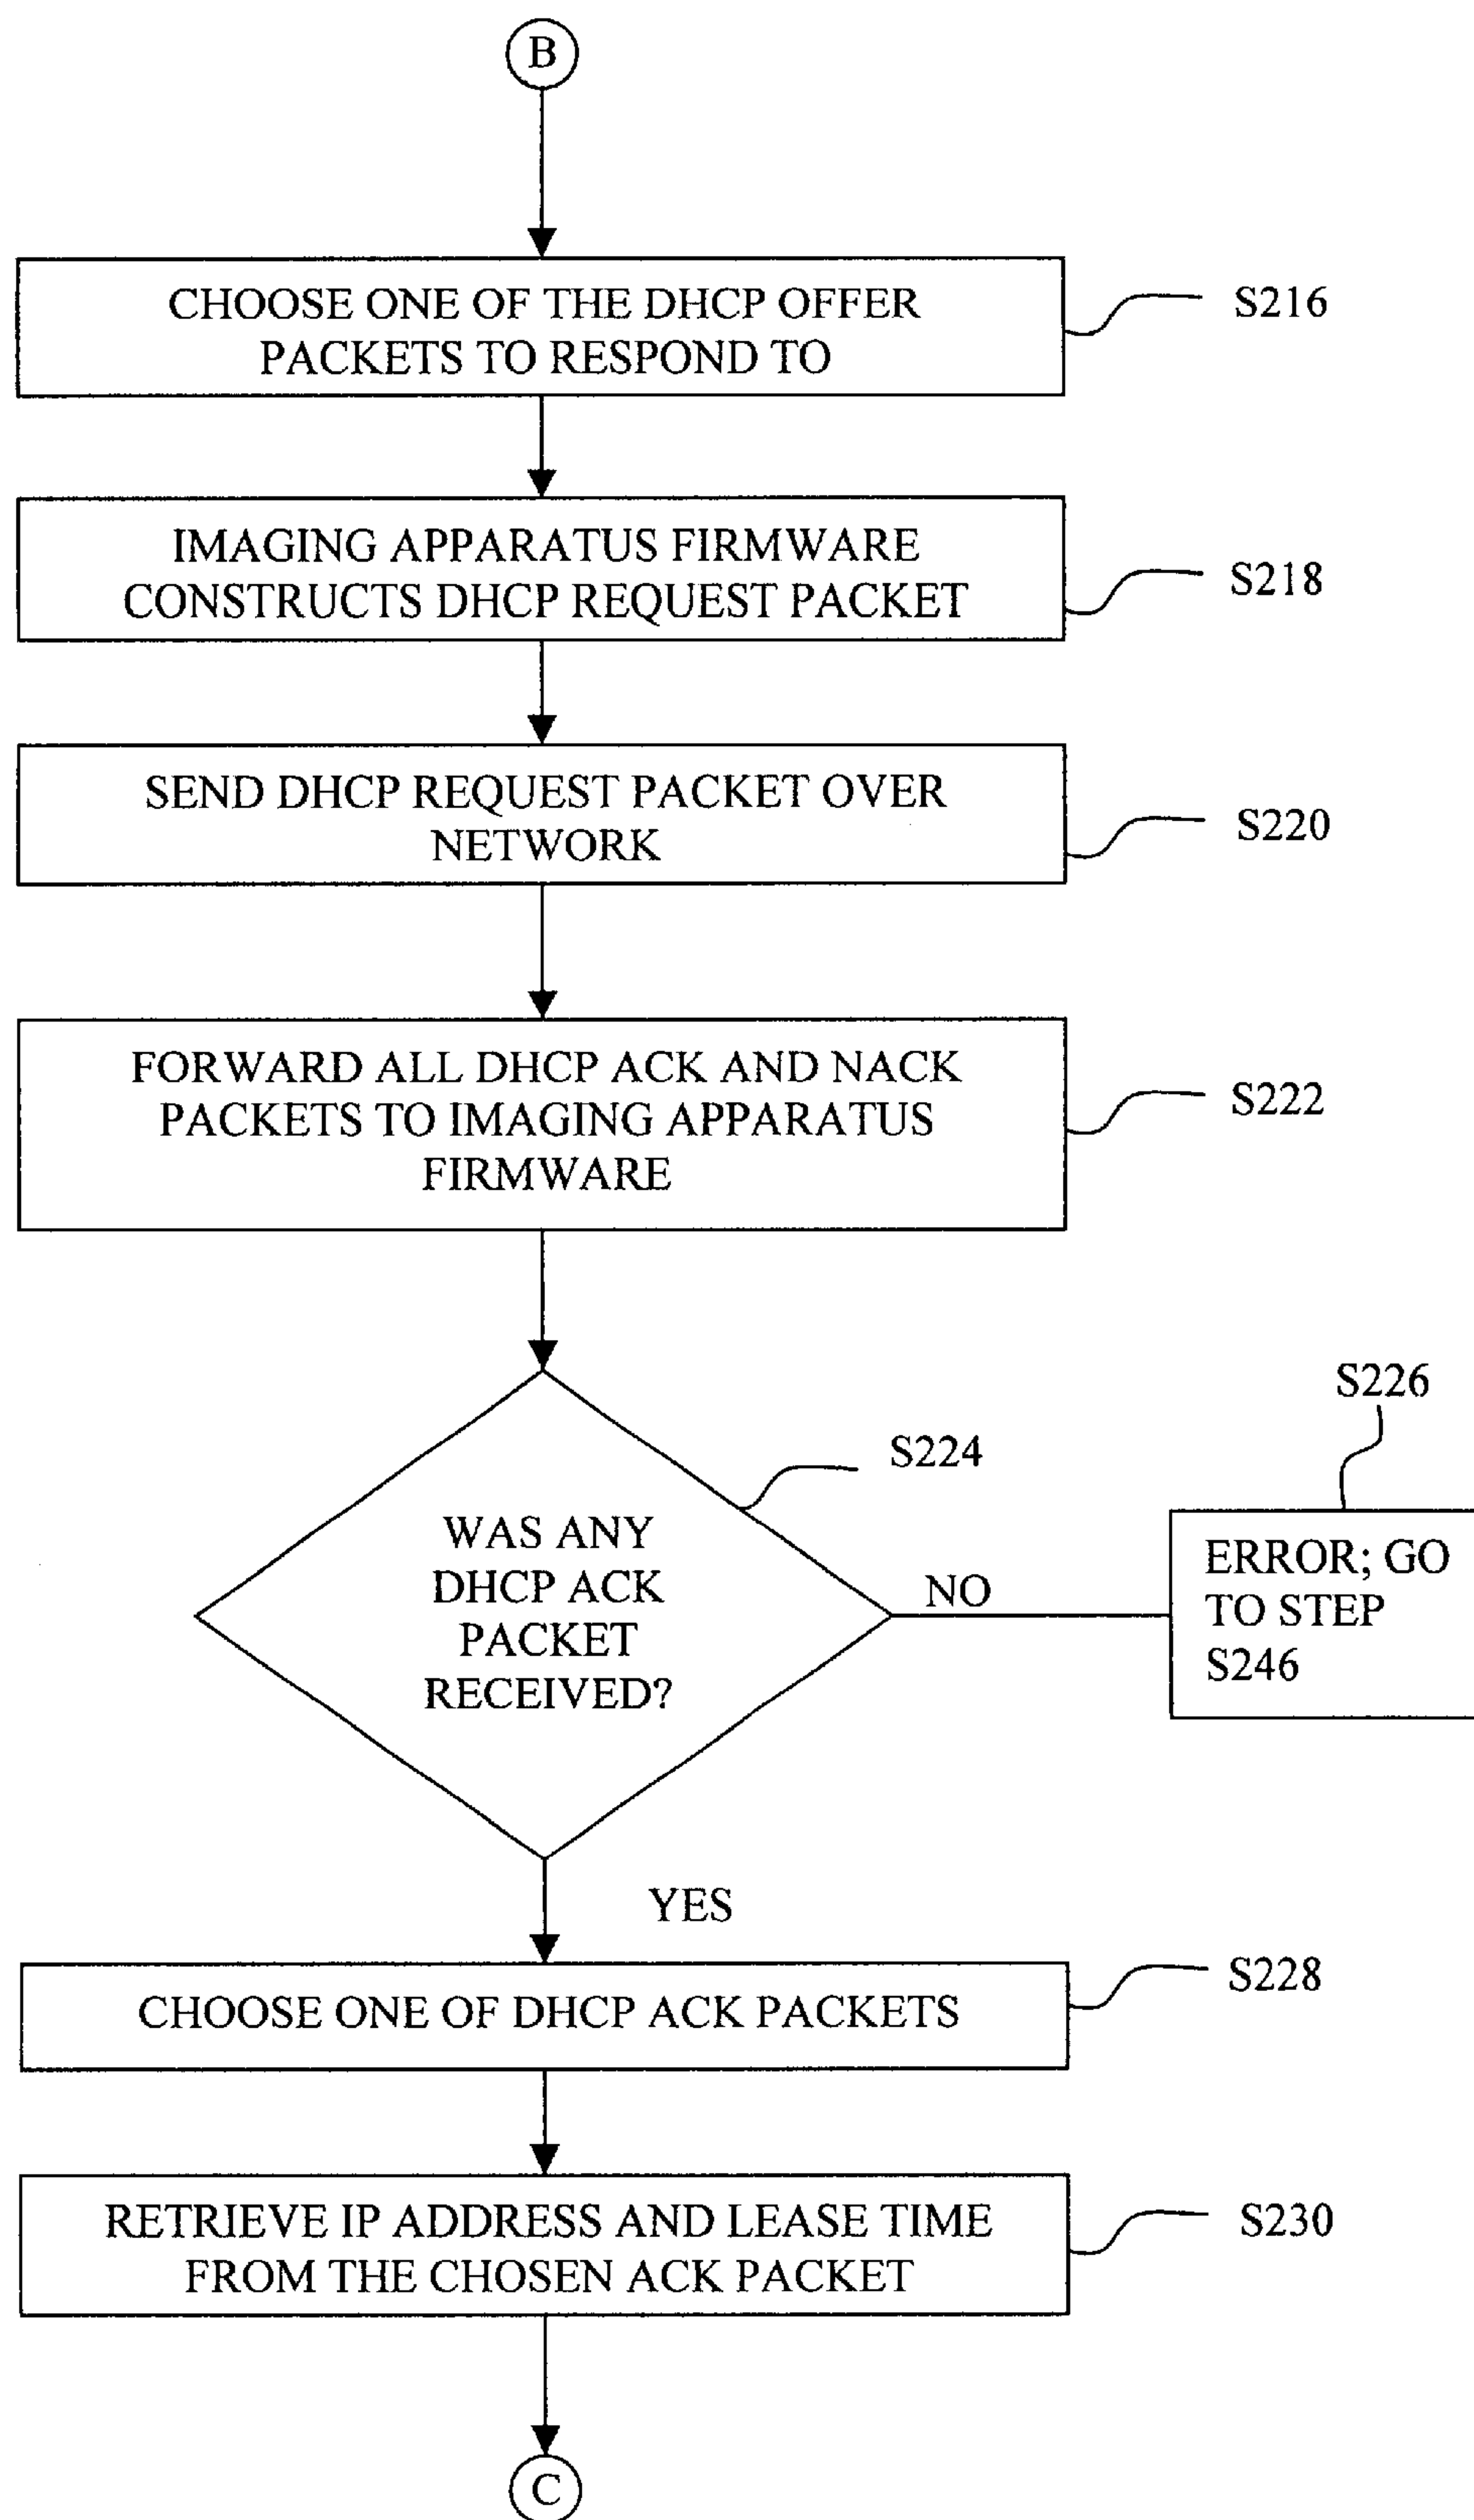 B
CHOOSE ONE OF THE DHCP OFFER
PACKETS TO RESPOND TO
S216
IMAGING APPARATUS FIRMWARE
CONSTRUCTS DHCP REQUEST PACKET
S218
SEND DHCP REQUEST PACKET OVER
NETWORK
S220
FORWARD ALL DHCP ACK AND NACK
PACKETS TO IMAGING APPARATUS
FIRMWARE
S222
S224
WAS ANY
DHCP ACK
PACKET
RECEIVED?
NO
S226
ERROR; GO
TO STEP
S246
YES
CHOOSE ONE OF DHCP ACK PACKETS
S228
RETRIEVE IP ADDRESS AND LEASE TIME
FROM THE CHOSEN ACK PACKET
S230
C